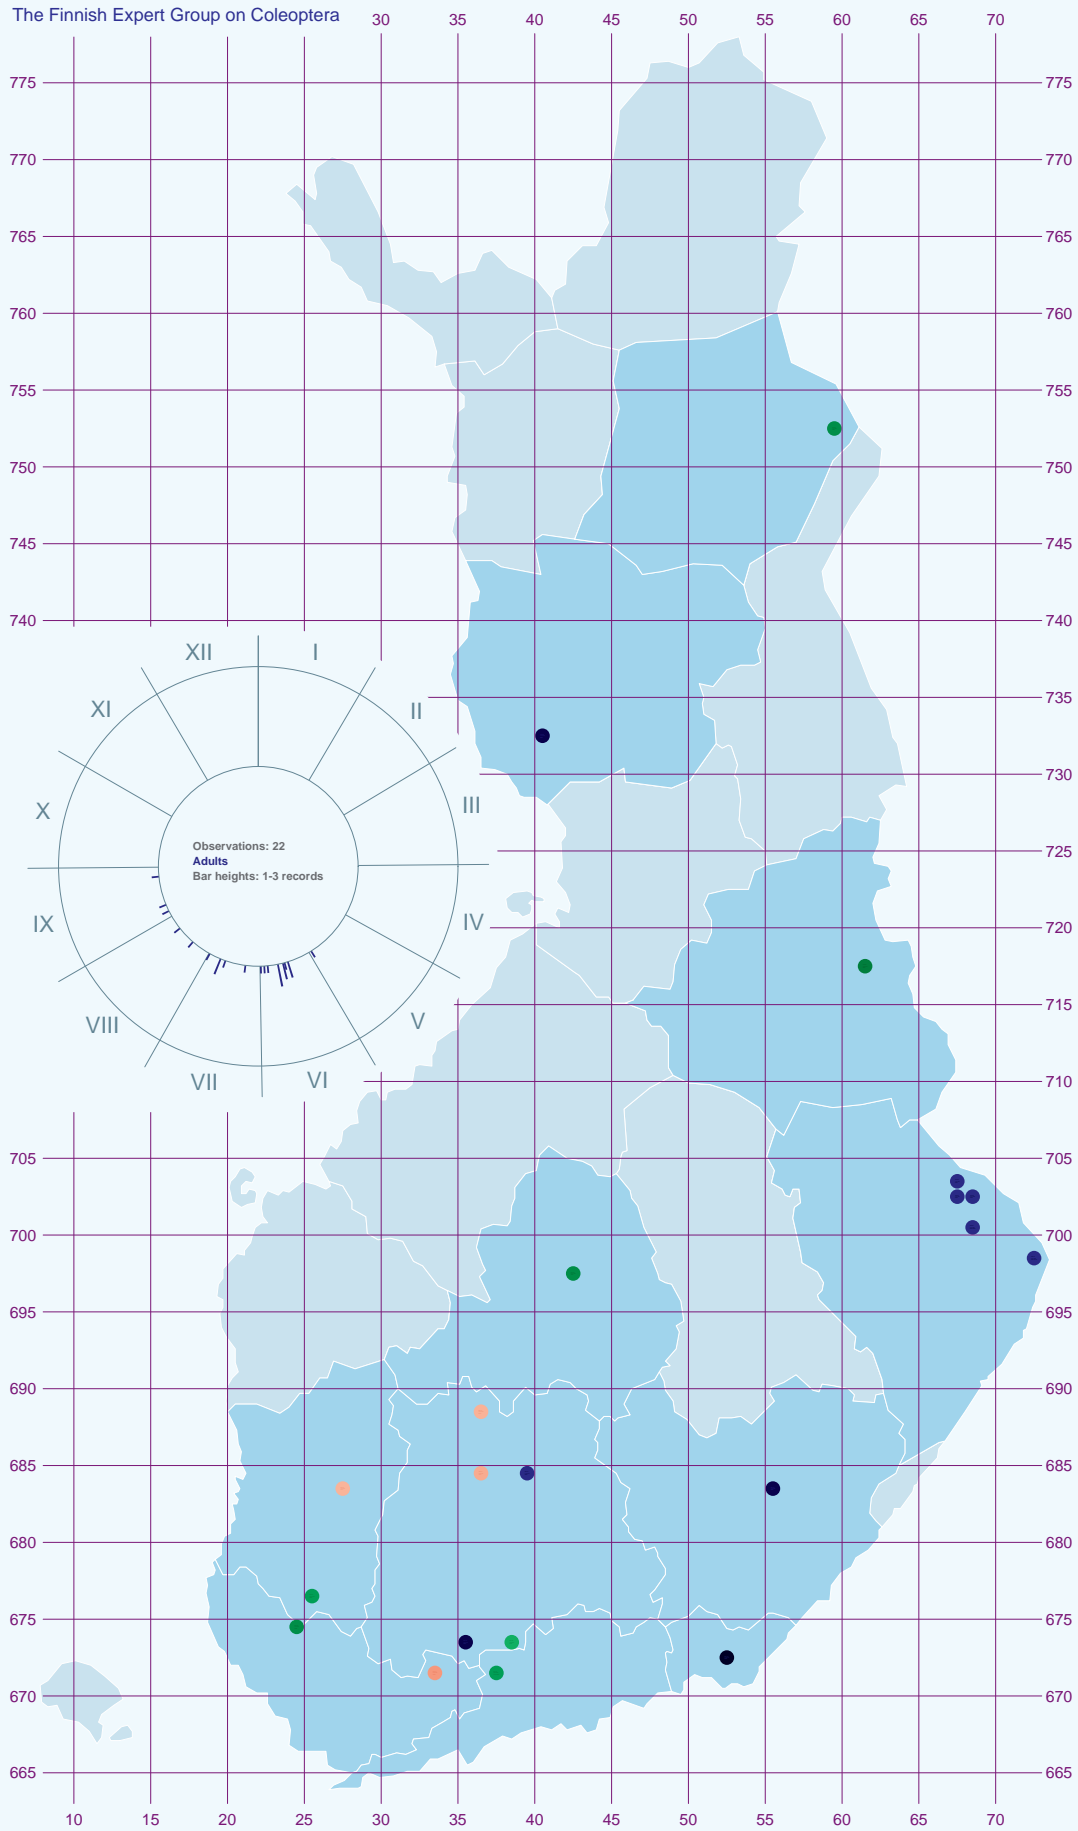 The Finnish Expert Group on Coleoptera
30 35 40 45 50 55 60 65 70
775 775
770 770
765 765
760 760
755 755
750 750
745 745
740 740
XII I
XI II
735
X III
730
Observations: 22
Adults
Bar heights: 1-3 records
725
IX IV
720
VIII V
715
VII VI
710
705 705
700 700
695 695
690 690
685 685
680 680
675 675
670 670
665 665
10 15 20 25 30 35 40 45 50 55 60 65 70